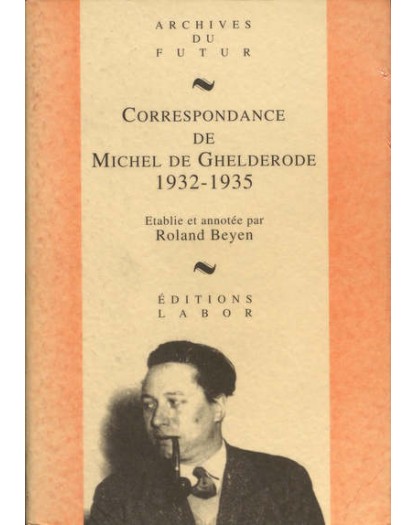 ARCHIVES
DU
FUTUR
CORRESPONDANCE
DE
MICHEL DE GHELDERODE
1932-1935
Etablie et annotée par
Roland Beyen
ÉDITIONS
LABOR